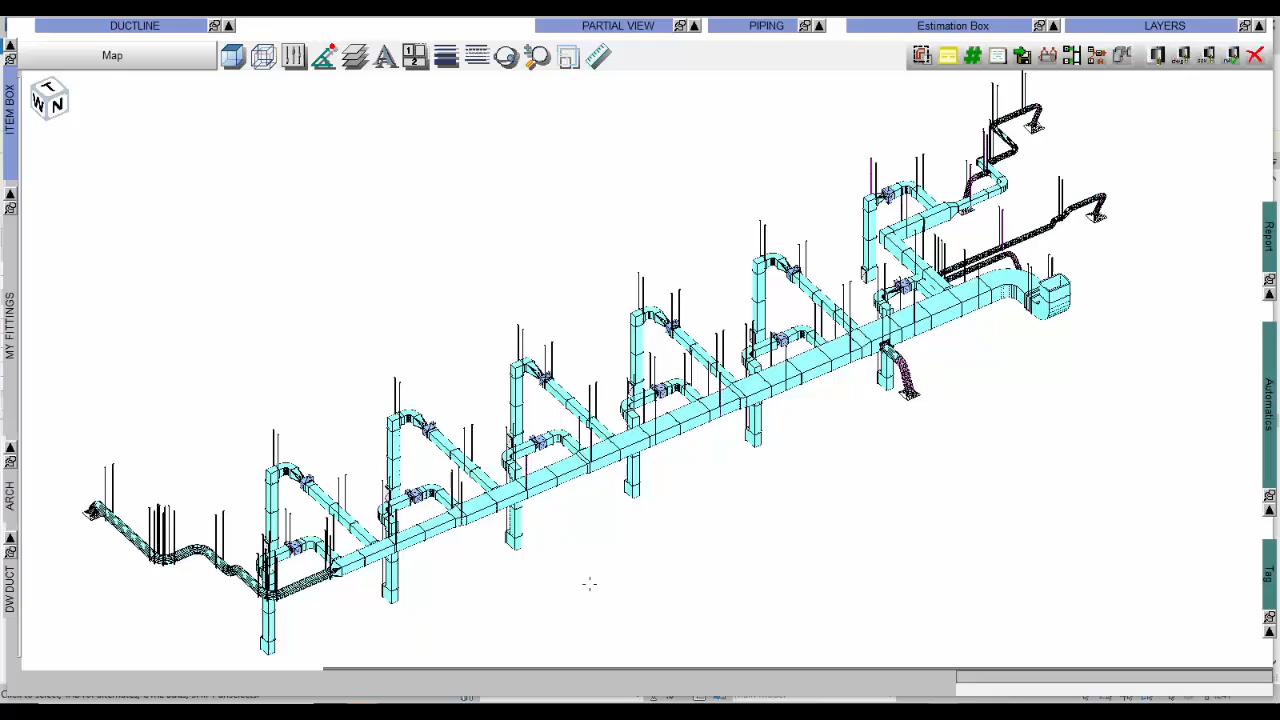 DUCTLINE
PARTIAL VIEW
PIPING
Estimation Box
LAYERS
Map
ITEM BOX
MY FITTINGS
ARCH
DW DUCT
T
W N
Report
Automatics
Tag